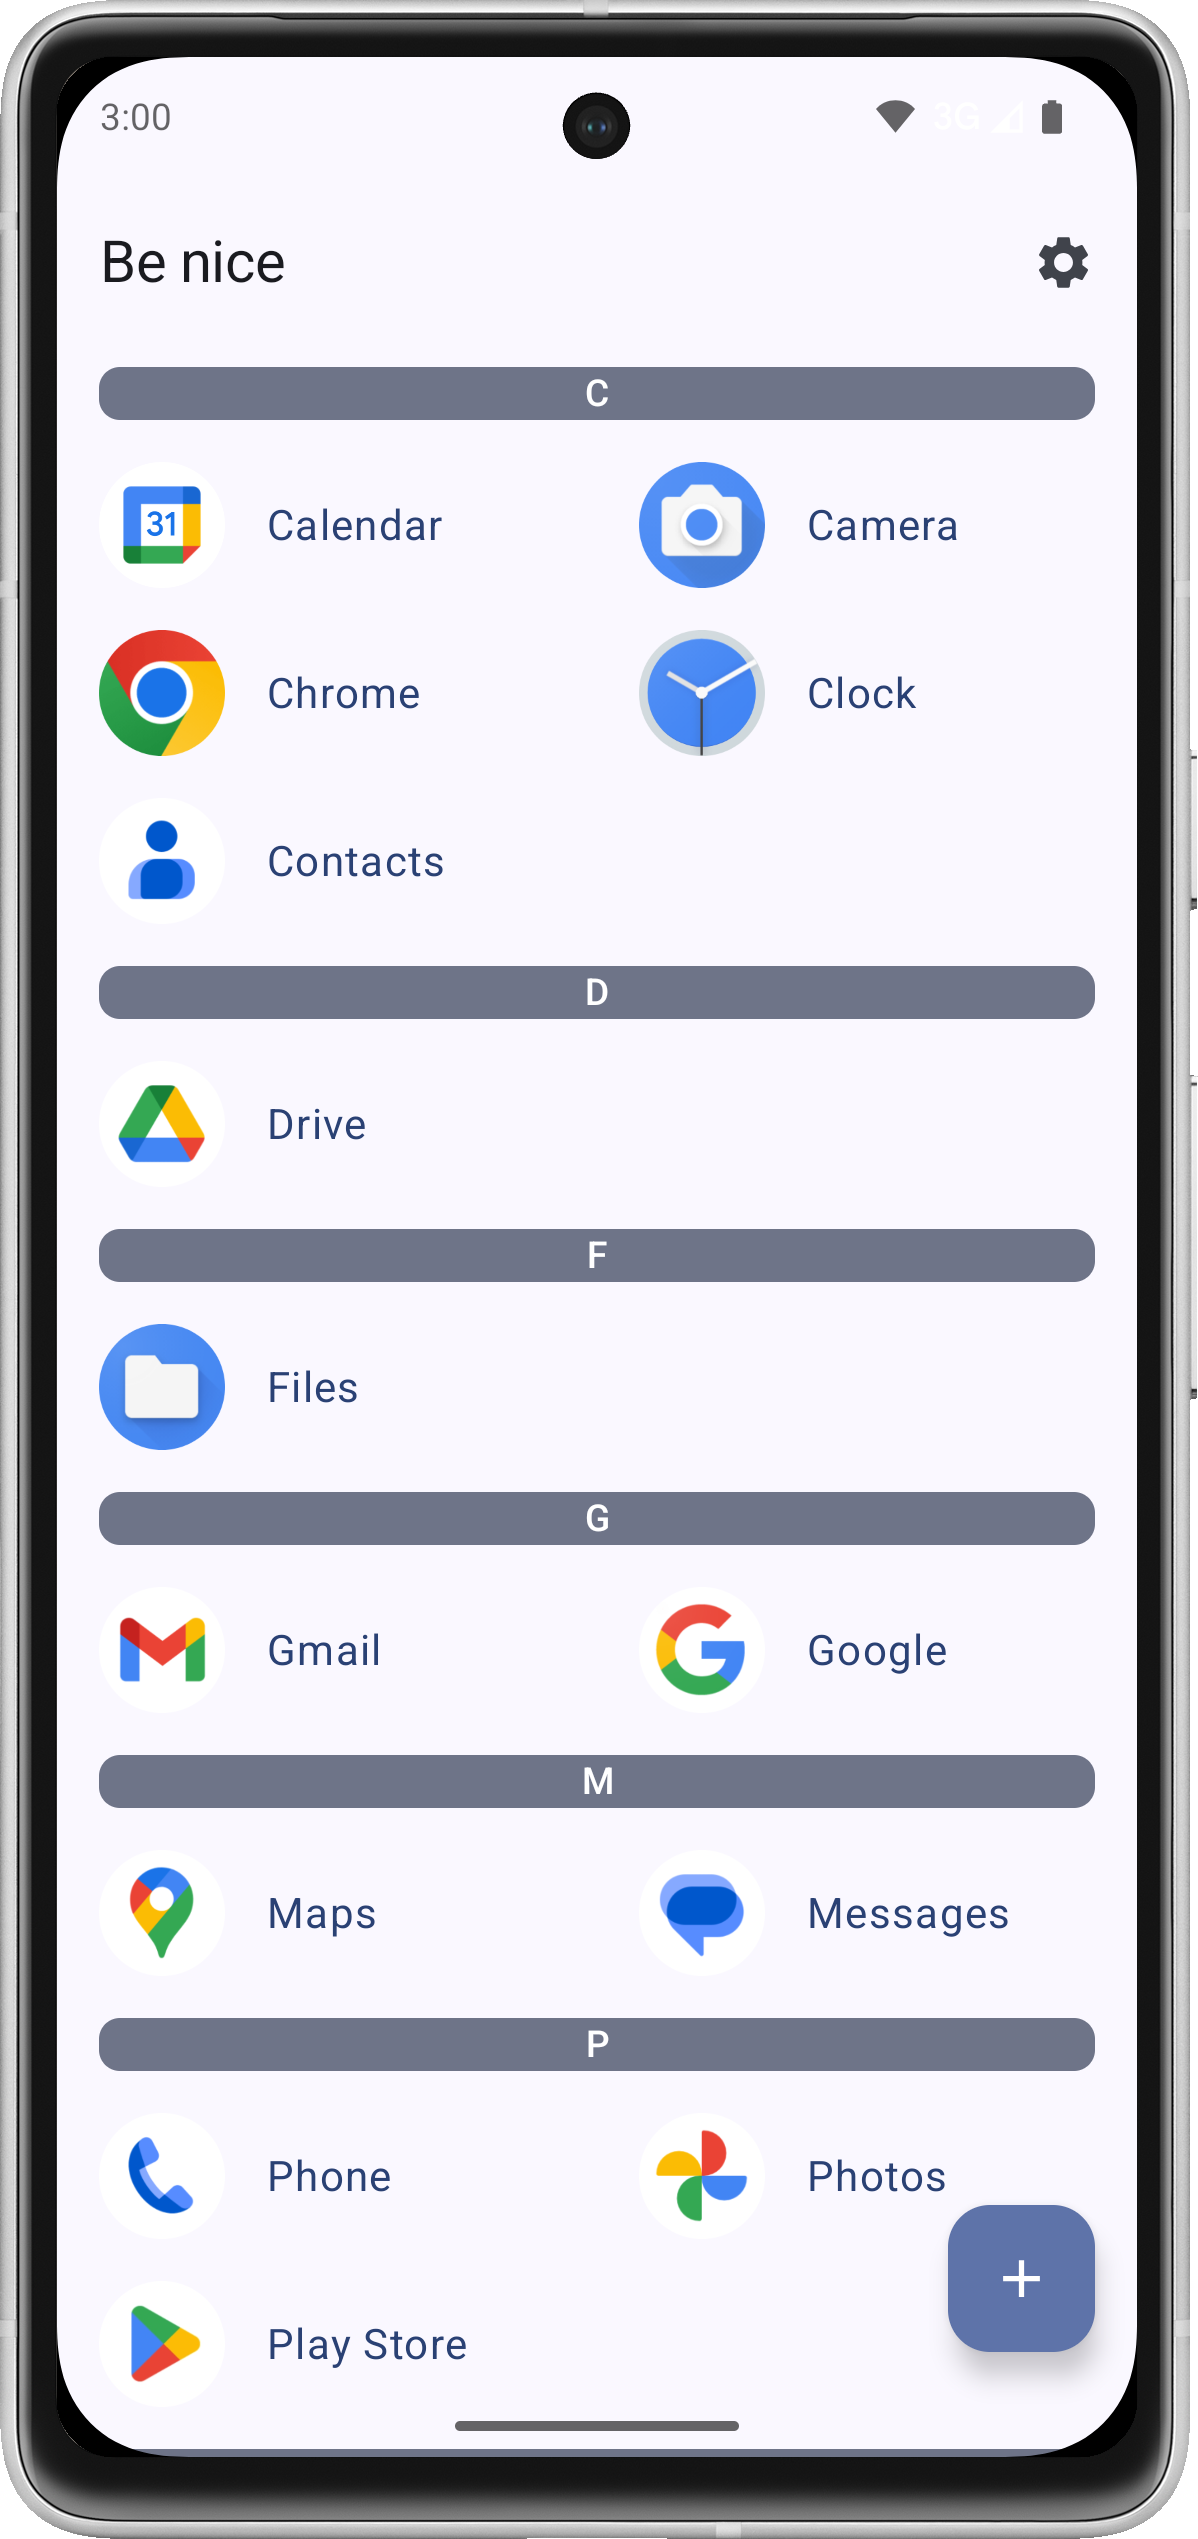 3:00
3G
Be nice
C
31
Calendar
Camera
Chrome
Clock
Contacts
D
Drive
F
Files
G
Gmail
Google
M
Maps
Messages
P
Phone
Photos
Play Store